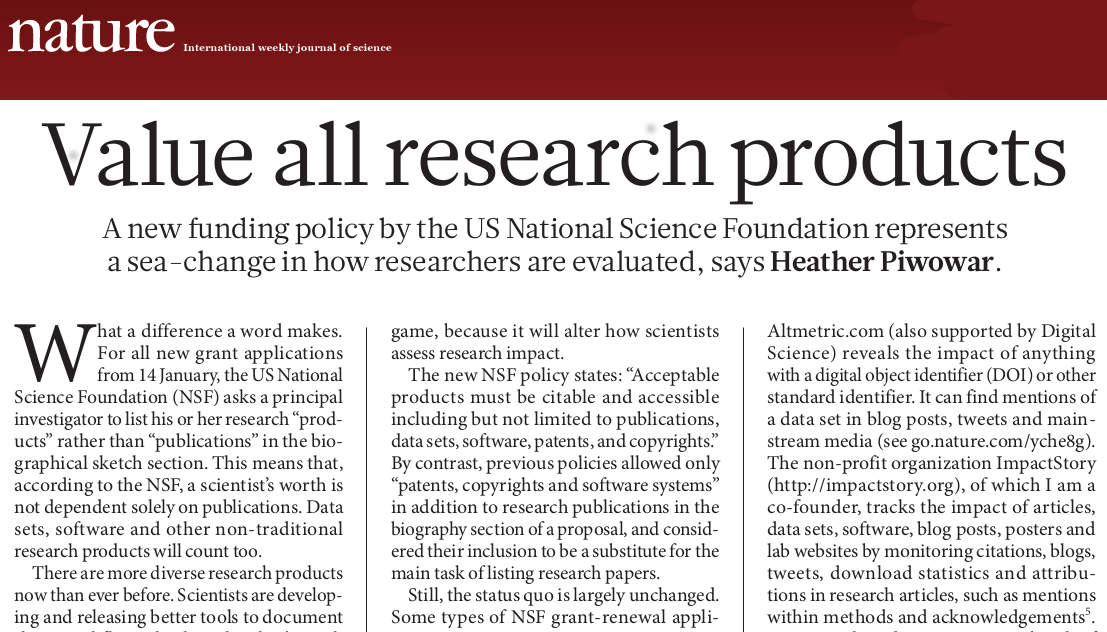 nature International weekly journal of science
Value all research products
A new funding policy by the US National Science Foundation represents
a sea-change in how researchers are evaluated, says Heather Piwowar.
What a difference a word makes.
For all new grant applications
from 14 January, the US National
Science Foundation (NSF) asks a principal
investigator to list his or her research “prod-
ucts” rather than “publications” in the bio-
graphical sketch section. This means that,
according to the NSF, a scientist’s worth is
not dependent solely on publications. Data
sets, software and other non-traditional
research products will count too.
There are more diverse research products
now than ever before. Scientists are develop-
ing and releasing better tools to document
game, because it will alter how scientists
assess research impact.
The new NSF policy states: “Acceptable
products must be citable and accessible
including but not limited to publications,
data sets, software, patents, and copyrights.”
By contrast, previous policies allowed only
“patents, copyrights and software systems”
in addition to research publications in the
biography section of a proposal, and consid-
ered their inclusion to be a substitute for the
main task of listing research papers.
Still, the status quo is largely unchanged.
Some types of NSF grant-renewal appli-
Altmetric.com (also supported by Digital
Science) reveals the impact of anything
with a digital object identifier (DOI) or other
standard identifier. It can find mentions of
a data set in blog posts, tweets and main-
stream media (see go.nature.com/yche8g).
The non-profit organization ImpactStory
(http://impactstory.org), of which I am a
co-founder, tracks the impact of articles,
data sets, software, blog posts, posters and
lab websites by monitoring citations, blogs,
tweets, download statistics and attribu-
tions in research articles, such as mentions
within methods and acknowledgements5.